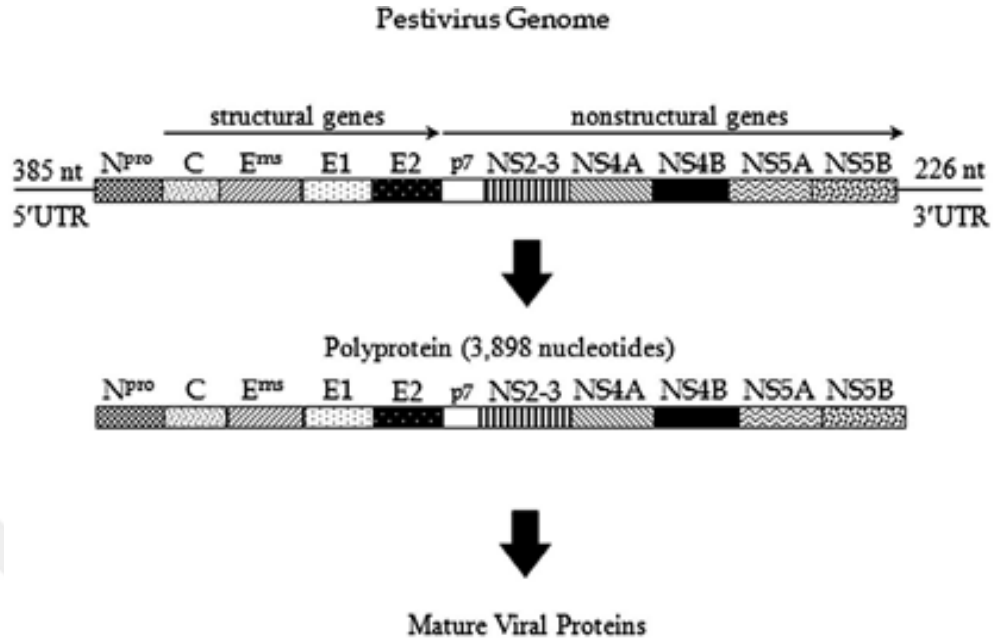 Pestivirus Genome
structural genes nonstructural genes
385 nt Npro C Ems E1 E2 p7 NS2-3 NS4A NS4B NS5A NS5B 226 nt
5'UTR 3'UTR
Polyprotein (3,898 nucleotides)
Npro C Ems E1 E2 p7 NS2-3 NS4A NS4B NS5A NS5B
Mature Viral Proteins